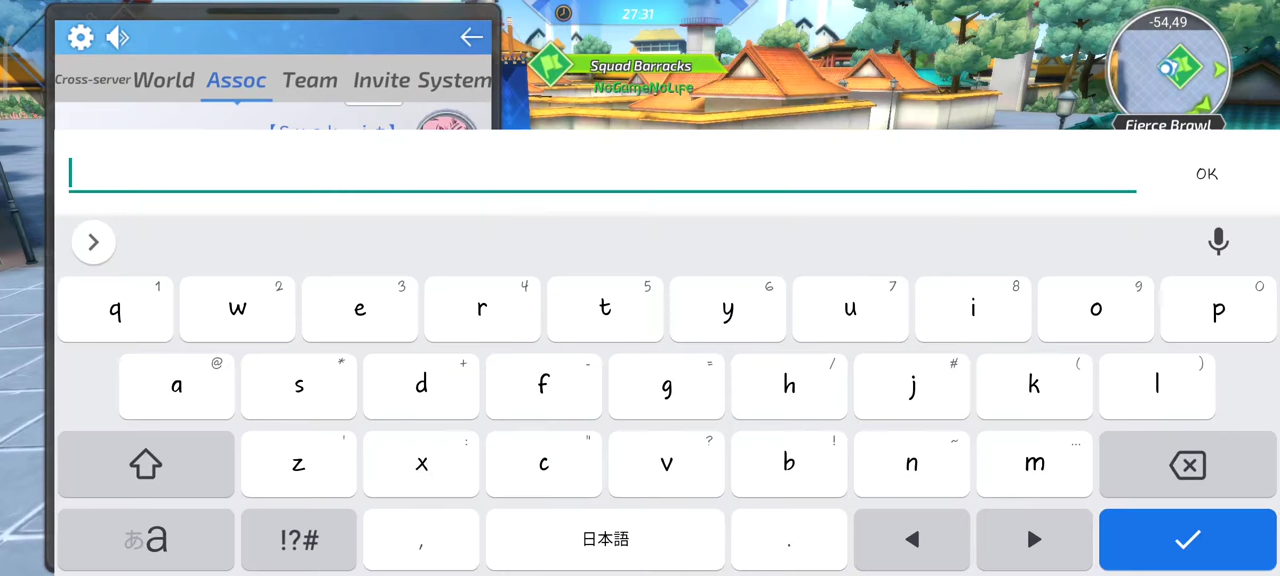 27:31
-54,49
Squad Barracks
NoGameNoLife
Cross-server World Assoc Team Invite System
Fierce Brawl
OK
q 1 w 2 e 3 r 4 t 5 y 6 u 7 i 8 o 9 p 0
a @ s * d + f - g = h / j # k ( l )
z ' x : c " v ? b ! n ~ m ...
あa !?# , 日本語 .